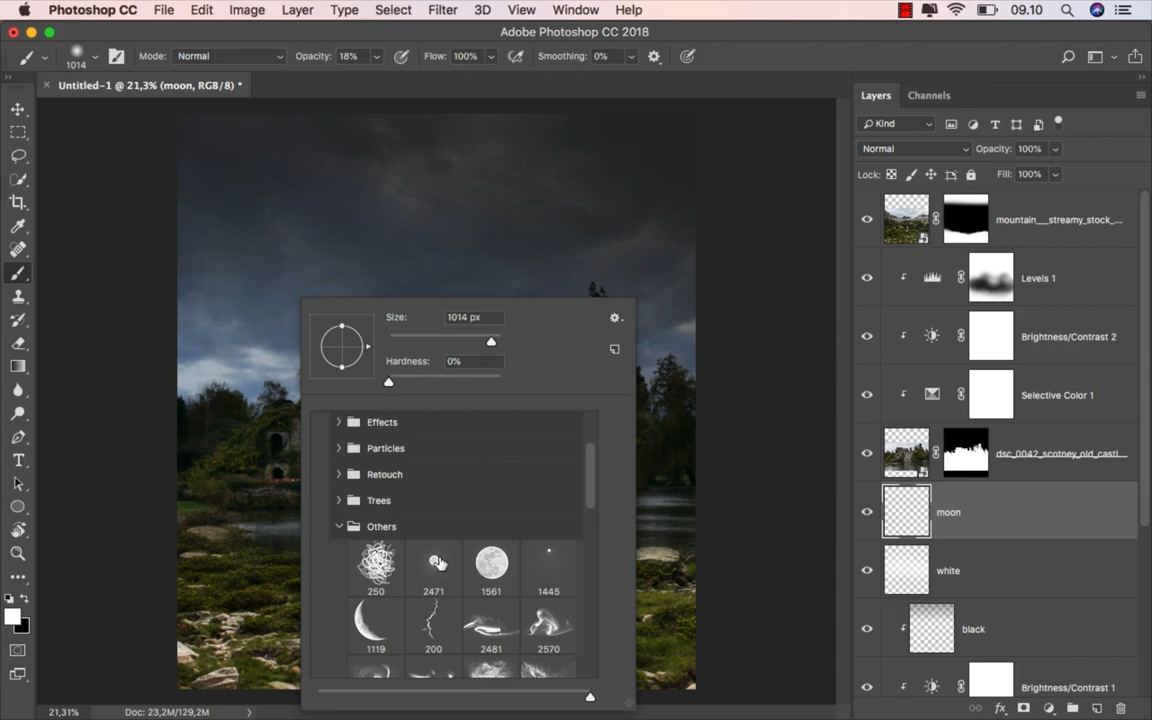 Photoshop CC File Edit Image Layer Type Select Filter 3D View Window Help 09.10
Adobe Photoshop CC 2018
1014 Mode: Normal Opacity: 18% Flow: 100% Smoothing: 0%
Untitled-1 @ 21,3% (moon, RGB/8) *
Layers Channels
Kind
Normal Opacity: 100%
Lock: Fill: 100%
mountain__streamy_stock_...
Levels 1
Brightness/Contrast 2
Selective Color 1
dsc_0042_scotney_old_castl...
moon
white
black
Brightness/Contrast 1
Size: 1014 px
Hardness: 0%
Effects
Particles
Retouch
Trees
Others
250 2471 1561 1445
1119 200 2481 2570
21,31% Doc: 23,2M/129,2M